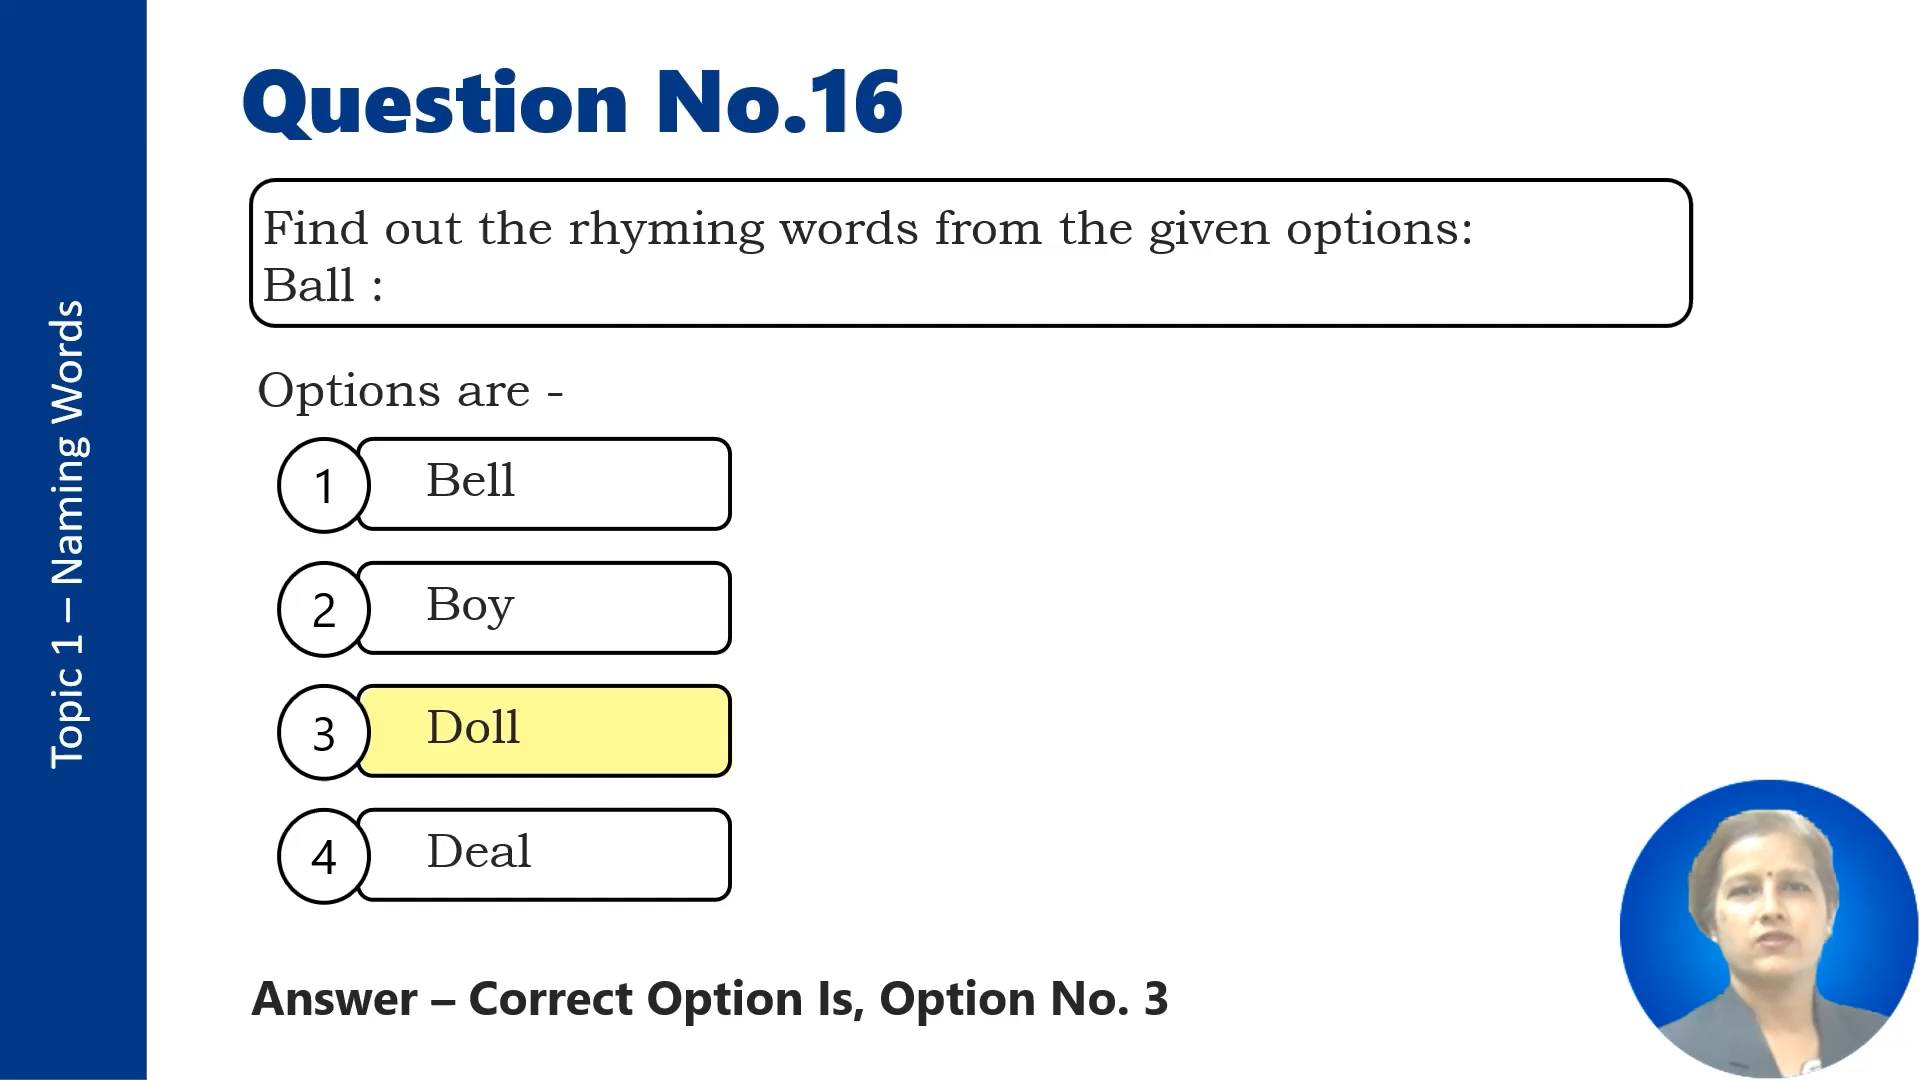 Topic 1 – Naming Words
Question No.16
Find out the rhyming words from the given options:
Ball :
Options are -
1 Bell
2 Boy
3 Doll
4 Deal
Answer – Correct Option Is, Option No. 3